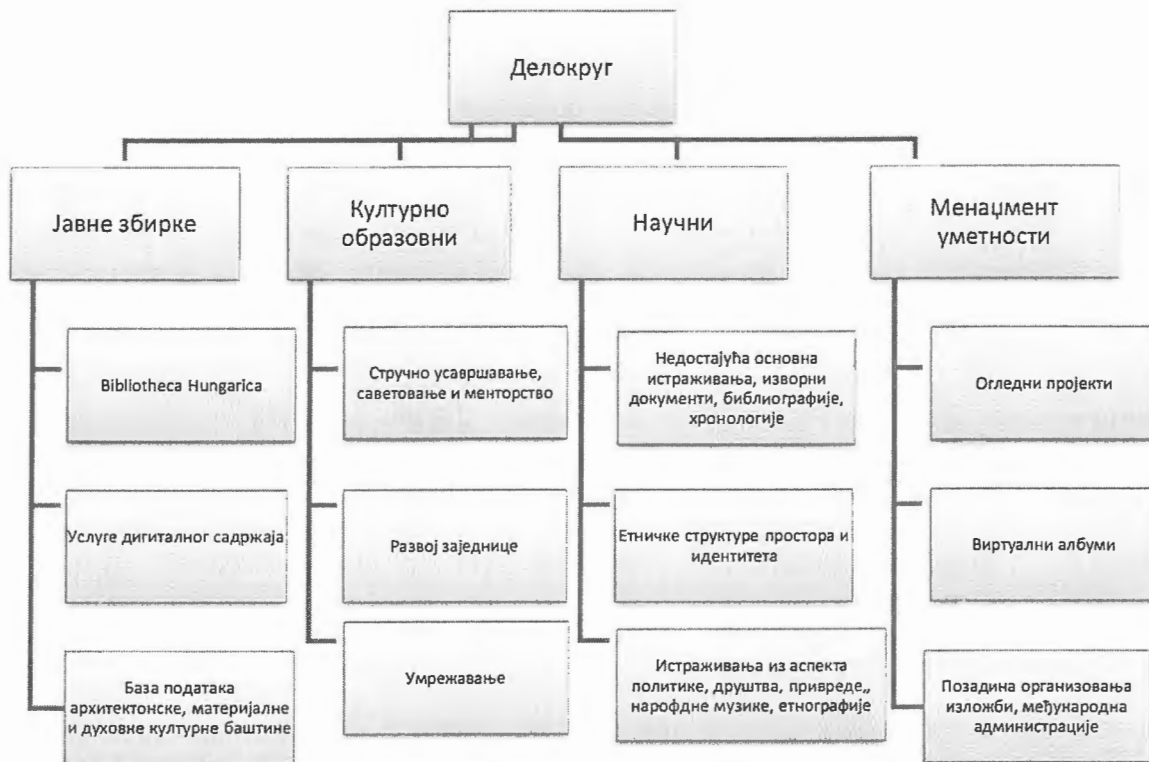 Делокруг
Јавне збирке
Културно
образовни
Научни
Менаџмент
уметности
Bibliotheca Hungarica
Услуге дигиталног садржаја
База података
архитектонске, материјалне
и духовне културне баштине
Стручно усавршавање,
саветовање и менторство
Развој заједнице
Умрежавање
Недостајућа основна
истраживања, изворни
документи, библиографије,
хронологије
Етничке структуре простора и
идентитета
Истраживања из аспекта
политике, друштва, привреде,,
нарофдне музике, етнографије
Огледни пројекти
Виртуални албуми
Позадина организовања
изложби, међународна
администрације